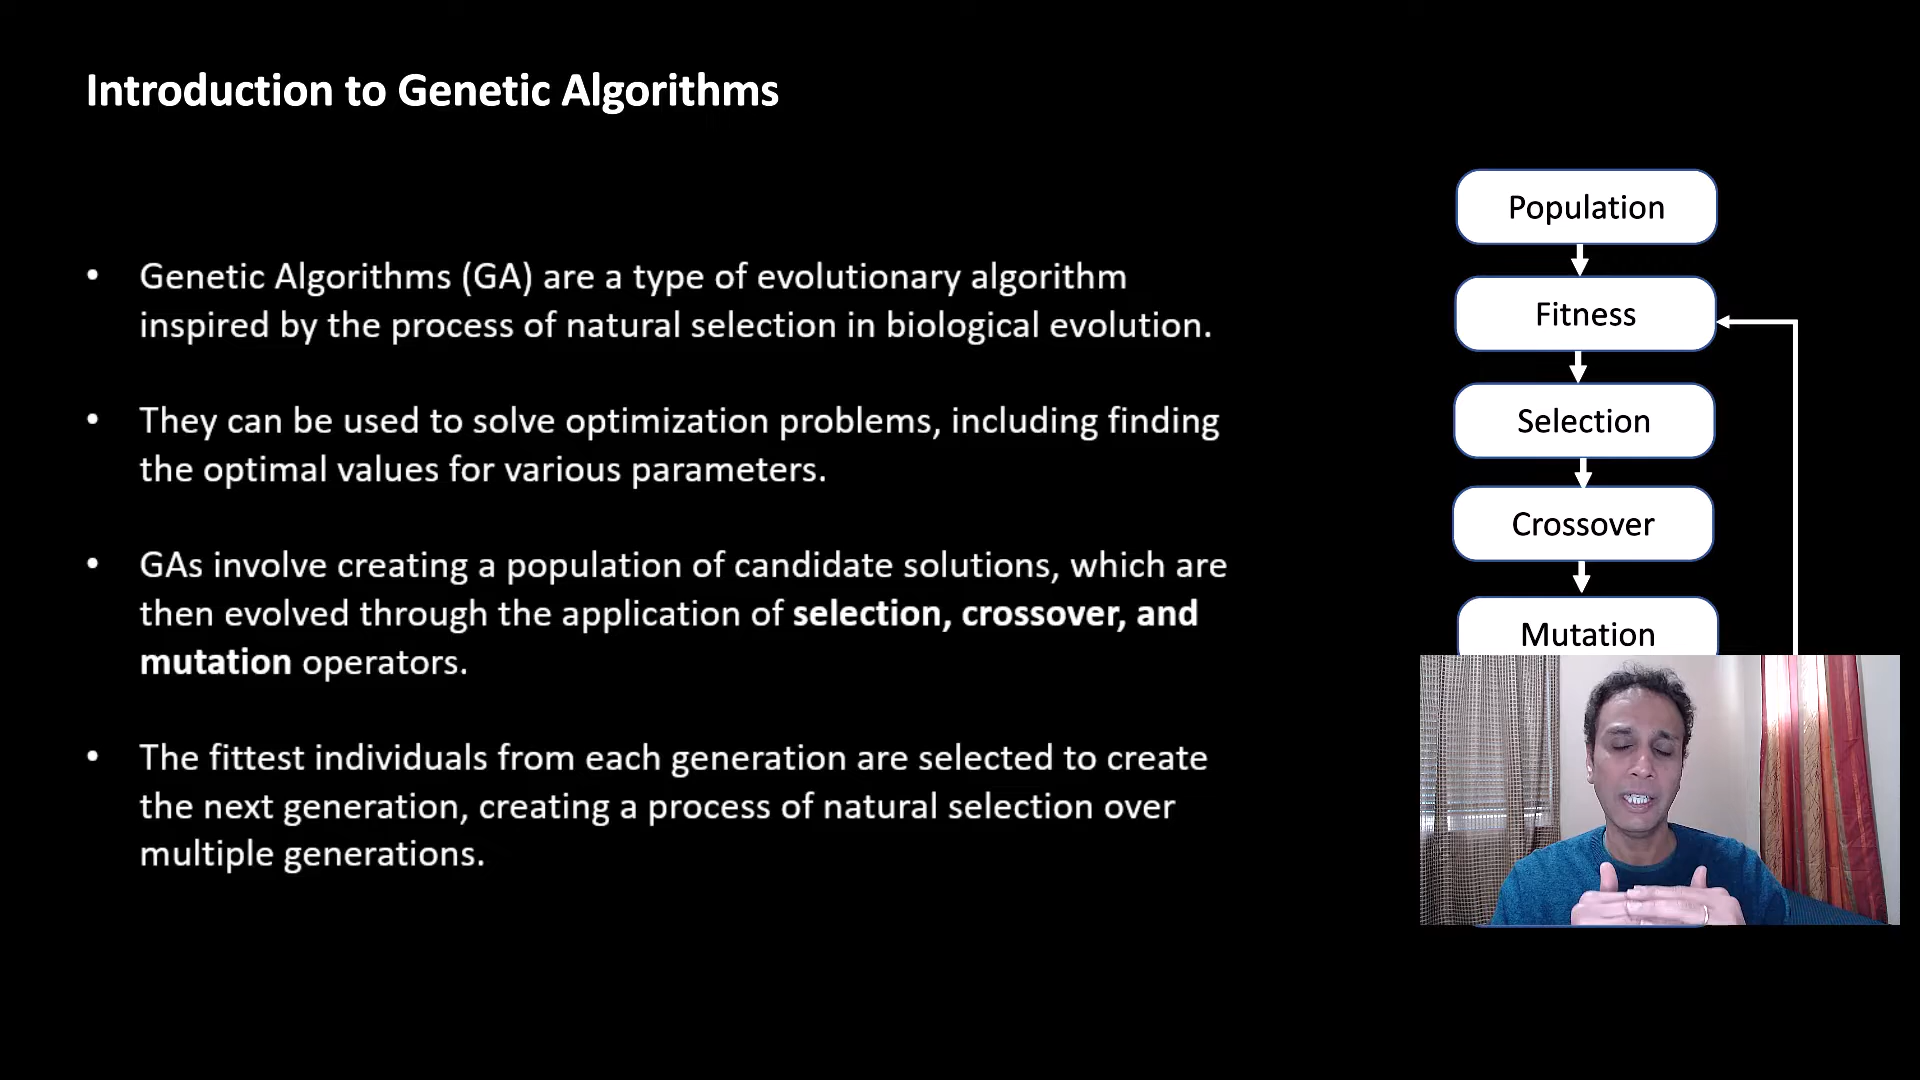 Introduction to Genetic Algorithms
• Genetic Algorithms (GA) are a type of evolutionary algorithm
inspired by the process of natural selection in biological evolution.
• They can be used to solve optimization problems, including finding
the optimal values for various parameters.
• GAs involve creating a population of candidate solutions, which are
then evolved through the application of selection, crossover, and
mutation operators.
• The fittest individuals from each generation are selected to create
the next generation, creating a process of natural selection over
multiple generations.
Population
Fitness
Selection
Crossover
Mutation